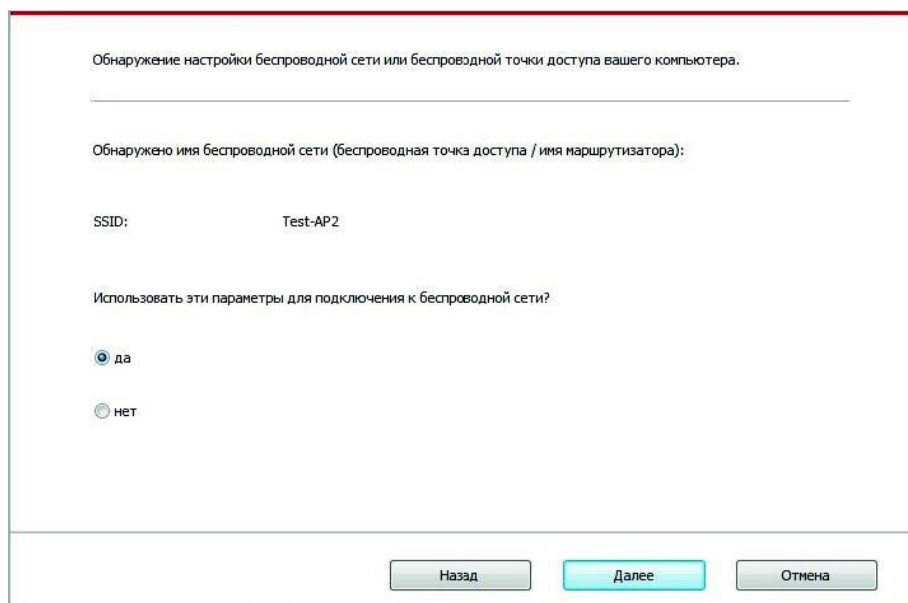 Обнаружение настройки беспроводной сети или беспроводной точки доступа вашего компьютера.
Обнаружено имя беспроводной сети (беспроводная точка доступа / имя маршрутизатора):
SSID: Test-AP2
Использовать эти параметры для подключения к беспроводной сети?
да
нет
Назад Далее Отмена